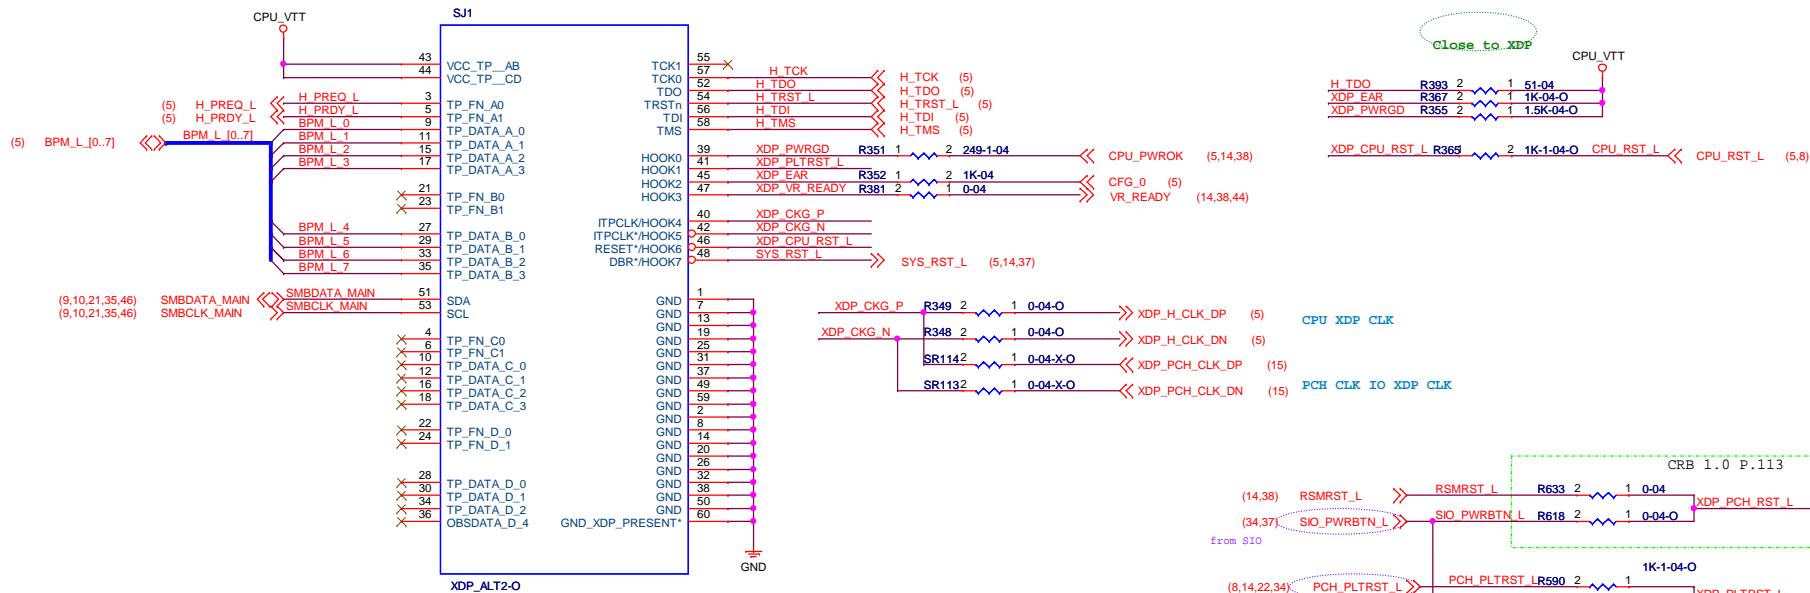 CPU_VTT
SJ1
43 VCC_TP__AB
44 VCC_TP__CD
(5) H_PREQ_L H_PREQ_L 3 TP_FN_A0
(5) H_PRDY_L H_PRDY_L 5 TP_FN_A1
BPM_L_0 9 TP_DATA_A_0
(5) BPM_L_[0..7] BPM_L_[0..7] BPM_L_1 11 TP_DATA_A_1
BPM_L_2 15 TP_DATA_A_2
BPM_L_3 17 TP_DATA_A_3
21 TP_FN_B0
23 TP_FN_B1
BPM_L_4 27 TP_DATA_B_0
BPM_L_5 29 TP_DATA_B_1
BPM_L_6 33 TP_DATA_B_2
BPM_L_7 35 TP_DATA_B_3
(9,10,21,35,46) SMBDATA_MAIN SMBDATA_MAIN 51 SDA
(9,10,21,35,46) SMBCLK_MAIN SMBCLK_MAIN 53 SCL
4 TP_FN_C0
6 TP_FN_C1
10 TP_DATA_C_0
12 TP_DATA_C_1
16 TP_DATA_C_2
18 TP_DATA_C_3
22 TP_FN_D_0
24 TP_FN_D_1
28 TP_DATA_D_0
30 TP_DATA_D_1
34 TP_DATA_D_2
36 OBSDATA_D_4
TCK1 55
TCK0 57 H_TCK H_TCK (5)
TDO 52 H_TDO H_TDO (5)
TRSTn 54 H_TRST_L H_TRST_L (5)
TDI 56 H_TDI H_TDI (5)
TMS 58 H_TMS H_TMS (5)
HOOK0 39 XDP_PWRGD R351 1 2 249-1-04 CPU_PWROK (5,14,38)
HOOK1 41 XDP_PLTRST_L
HOOK2 45 XDP_EAR R352 1 2 1K-04 CFG_0 (5)
HOOK3 47 XDP_VR_READY R381 2 1 0-04 VR_READY (14,38,44)
ITPCLK/HOOK4 40 XDP_CKG_P
ITPCLK*/HOOK5 42 XDP_CKG_N
RESET*/HOOK6 46 XDP_CPU_RST_L
DBR*/HOOK7 48 SYS_RST_L SYS_RST_L (5,14,37)
GND 1
GND 7
GND 13
GND 19
GND 25
GND 31
GND 37
GND 49
GND 59
GND 2
GND 8
GND 14
GND 20
GND 26
GND 32
GND 38
GND 50
GND_XDP_PRESENT* 60
GND
XDP_ALT2-O
Close to XDP
CPU_VTT
H_TDO R393 2 1 51-04
XDP_EAR R367 2 1 1K-04-O
XDP_PWRGD R355 2 1 1.5K-04-O
XDP_CPU_RST_L R365 1 2 1K-1-04-O CPU_RST_L CPU_RST_L (5,8)
XDP_CKG_P R349 2 1 0-04-O XDP_H_CLK_DP (5)
CPU XDP CLK
XDP_CKG_N R348 2 1 0-04-O XDP_H_CLK_DN (5)
SR114 2 1 0-04-X-O XDP_PCH_CLK_DP (15)
SR113 2 1 0-04-X-O XDP_PCH_CLK_DN (15)
PCH CLK IO XDP CLK
CRB 1.0 P.113
(14,38) RSMRST_L RSMRST_L R633 2 1 0-04
XDP_PCH_RST_L
(34,37) SIO_PWRBTN_L SIO_PWRBTN_L R618 2 1 0-04-O
from SIO
1K-1-04-O
(8,14,22,34) PCH_PLTRST_L PCH_PLTRST_L R590 2 1
XDP_PLTRST_L